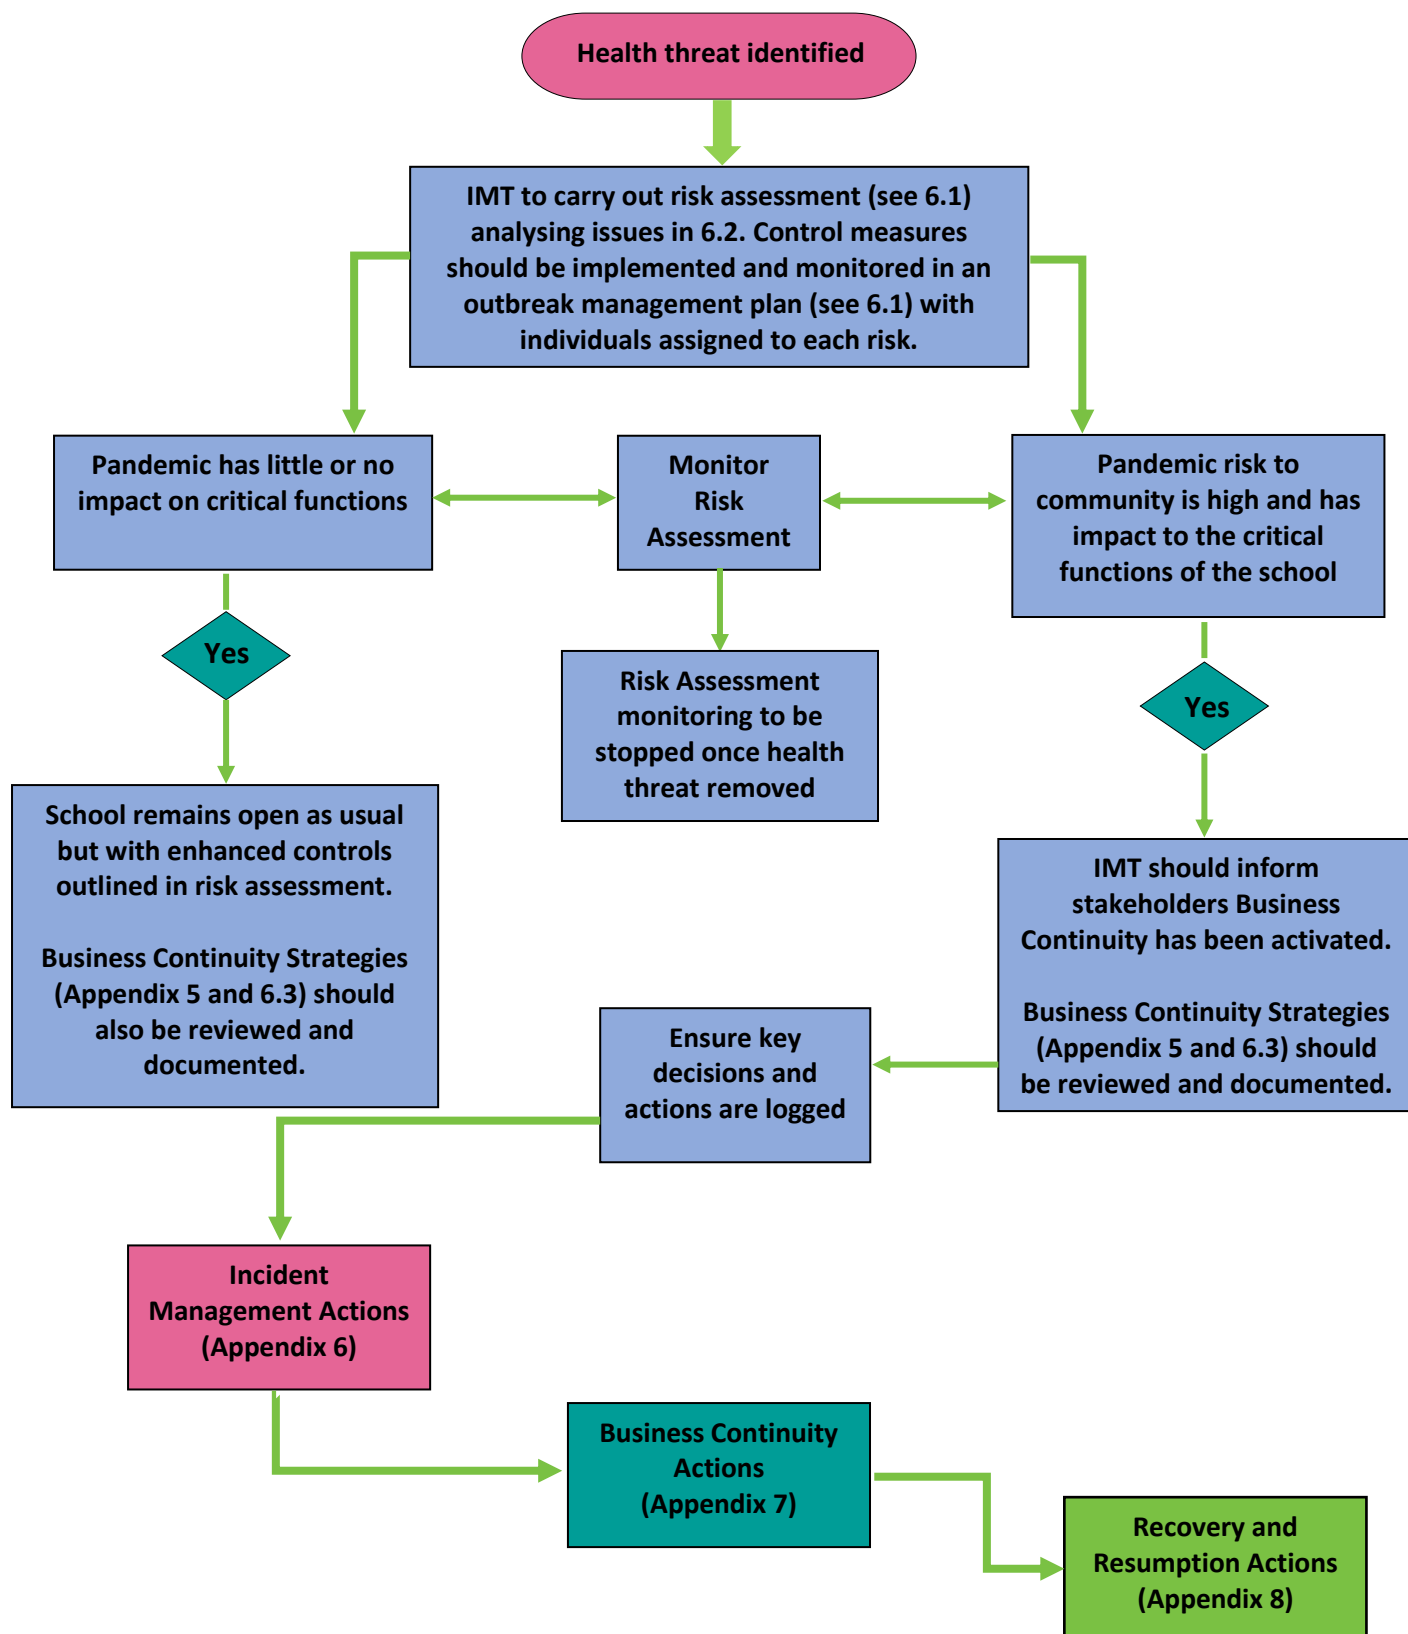 Health threat identified
IMT to carry out risk assessment (see 6.1)
analysing issues in 6.2. Control measures
should be implemented and monitored in an
outbreak management plan (see 6.1) with
individuals assigned to each risk.
Pandemic has little or no
impact on critical functions
Monitor
Risk
Assessment
Pandemic risk to
community is high and has
impact to the critical
functions of the school
Yes
Risk Assessment
monitoring to be
stopped once health
threat removed
Yes
School remains open as usual
but with enhanced controls
outlined in risk assessment.
Business Continuity Strategies
(Appendix 5 and 6.3) should
also be reviewed and
documented.
IMT should inform
stakeholders Business
Continuity has been activated.
Business Continuity Strategies
(Appendix 5 and 6.3) should
be reviewed and documented.
Ensure key
decisions and
actions are logged
Incident
Management Actions
(Appendix 6)
Business Continuity
Actions
(Appendix 7)
Recovery and
Resumption Actions
(Appendix 8)